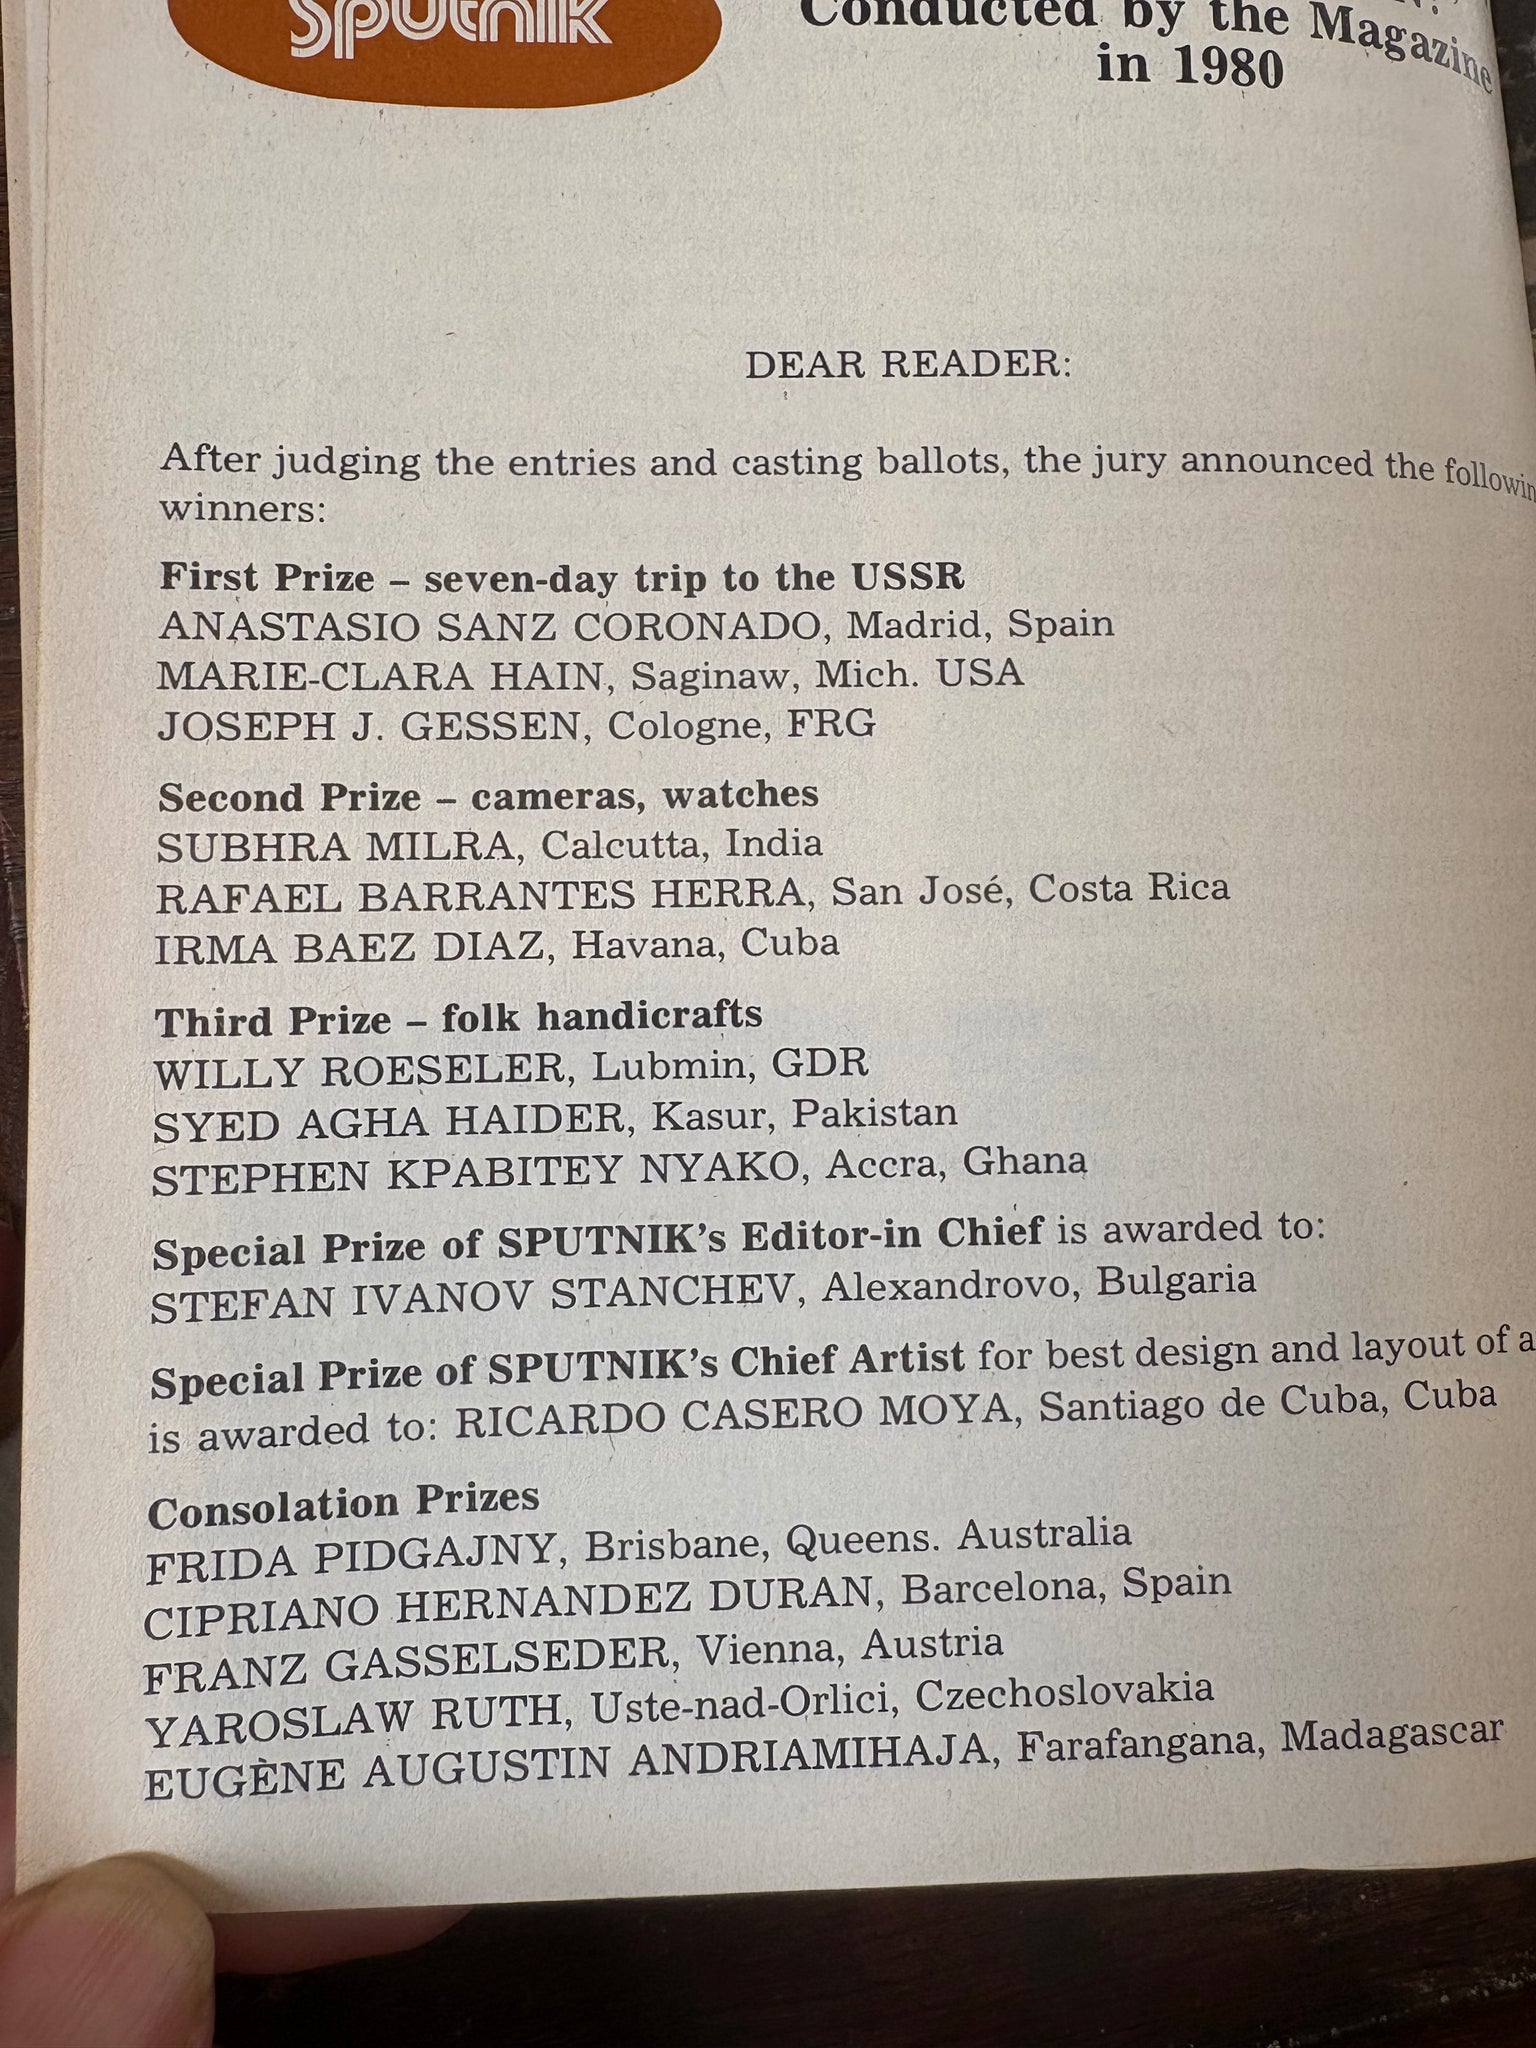 sputnik
Conducted by the Magazine
in 1980
DEAR READER:
After judging the entries and casting ballots, the jury announced the followin
winners:
First Prize – seven-day trip to the USSR
ANASTASIO SANZ CORONADO, Madrid, Spain
MARIE-CLARA HAIN, Saginaw, Mich. USA
JOSEPH J. GESSEN, Cologne, FRG
Second Prize – cameras, watches
SUBHRA MILRA, Calcutta, India
RAFAEL BARRANTES HERRA, San José, Costa Rica
IRMA BAEZ DIAZ, Havana, Cuba
Third Prize – folk handicrafts
WILLY ROESELER, Lubmin, GDR
SYED AGHA HAIDER, Kasur, Pakistan
STEPHEN KPABITEY NYAKO, Accra, Ghana
Special Prize of SPUTNIK's Editor-in Chief is awarded to:
STEFAN IVANOV STANCHEV, Alexandrovo, Bulgaria
Special Prize of SPUTNIK's Chief Artist for best design and layout of a
is awarded to: RICARDO CASERO MOYA, Santiago de Cuba, Cuba
Consolation Prizes
FRIDA PIDGAJNY, Brisbane, Queens. Australia
CIPRIANO HERNANDEZ DURAN, Barcelona, Spain
FRANZ GASSELSEDER, Vienna, Austria
YAROSLAW RUTH, Uste-nad-Orlici, Czechoslovakia
EUGÈNE AUGUSTIN ANDRIAMIHAJA, Farafangana, Madagascar